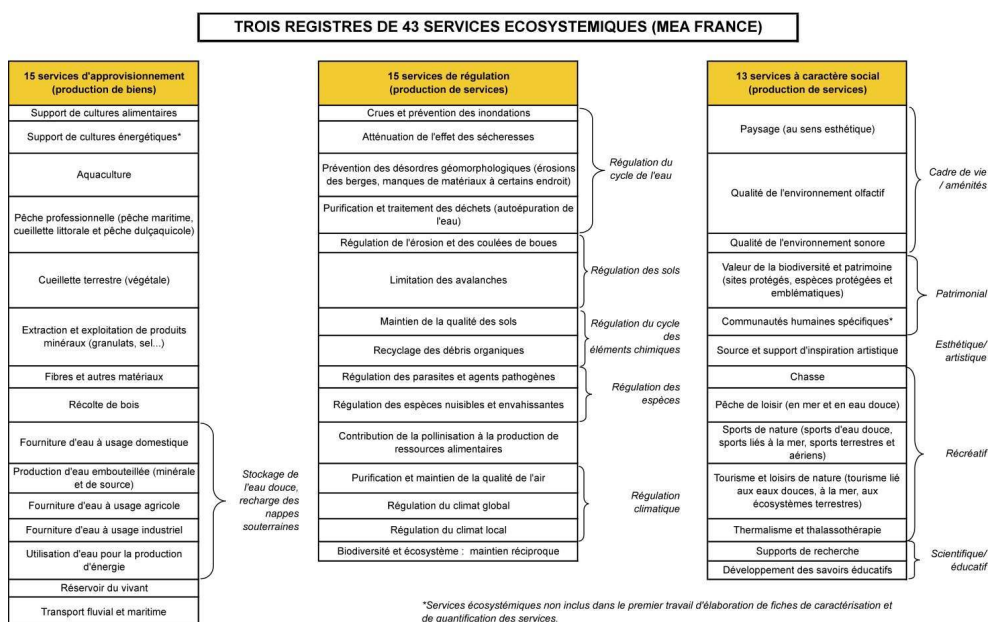 TROIS REGISTRES DE 43 SERVICES ECOSYSTEMIQUES (MEA FRANCE)
15 services d'approvisionnement
(production de biens)
Support de cultures alimentaires
Support de cultures énergétiques*
Aquaculture
Pêche professionnelle (pêche maritime,
cueillette littorale et pêche dulçaquicole)
Cueillette terrestre (végétale)
Extraction et exploitation de produits
minéraux (granulats, sel...)
Fibres et autres matériaux
Récolte de bois
Fourniture d'eau à usage domestique
Production d'eau embouteillée (minérale
et de source)
Fourniture d'eau à usage agricole
Fourniture d'eau à usage industriel
Utilisation d'eau pour la production
d'énergie
Réservoir du vivant
Transport fluvial et maritime
Stockage de
l'eau douce,
recharge des
nappes
souterraines
15 services de régulation
(production de services)
Crues et prévention des inondations
Atténuation de l'effet des sécheresses
Prévention des désordres géomorphologiques (érosions
des berges, manques de matériaux à certains endroit)
Purification et traitement des déchets (autoépuration de
l'eau)
Régulation de l'érosion et des coulées de boues
Limitation des avalanches
Maintien de la qualité des sols
Recyclage des débris organiques
Régulation des parasites et agents pathogènes
Régulation des espèces nuisibles et envahissantes
Contribution de la pollinisation à la production de
ressources alimentaires
Purification et maintien de la qualité de l'air
Régulation du climat global
Régulation du climat local
Biodiversité et écosystème : maintien réciproque
Régulation du
cycle de l'eau
Régulation des sols
Régulation du cycle
des
éléments chimiques
Régulation des
espèces
Régulation
climatique
13 services à caractère social
(production de services)
Paysage (au sens esthétique)
Qualité de l'environnement olfactif
Qualité de l'environnement sonore
Valeur de la biodiversité et patrimoine
(sites protégés, espèces protégées et
emblématiques)
Communautés humaines spécifiques*
Source et support d'inspiration artistique
Chasse
Pêche de loisir (en mer et en eau douce)
Sports de nature (sports d'eau douce,
sports liés à la mer, sports terrestres et
aériens)
Tourisme et loisirs de nature (tourisme lié
aux eaux douces, à la mer, aux
écosystèmes terrestres)
Thermalisme et thalassothérapie
Supports de recherche
Développement des savoirs éducatifs
Cadre de vie
/ aménités
Patrimonial
Esthétique/
artistique
Récréatif
Scientifique/
éducatif
*Services écosystémiques non inclus dans le premier travail d'élaboration de fiches de caractérisation et
de quantification des services.